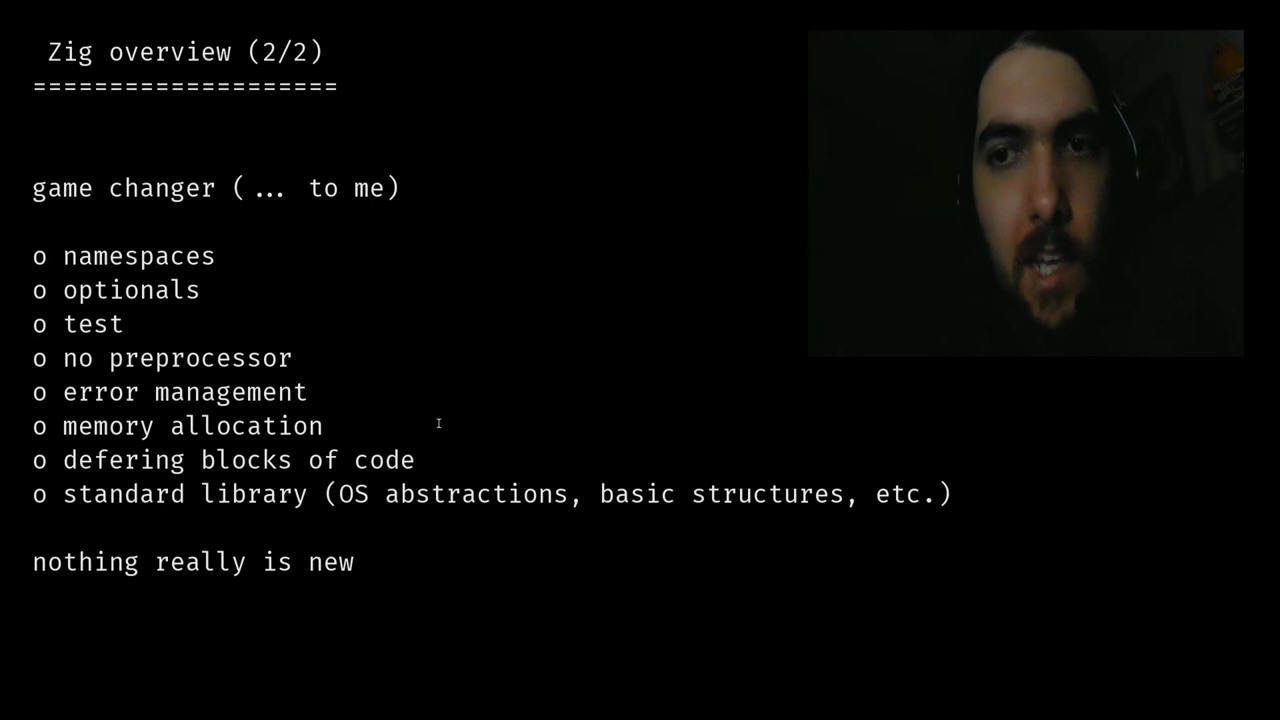 Zig overview (2/2)
====================
game changer (... to me)
o namespaces
o optionals
o test
o no preprocessor
o error management
o memory allocation
o defering blocks of code
o standard library (OS abstractions, basic structures, etc.)
nothing really is new